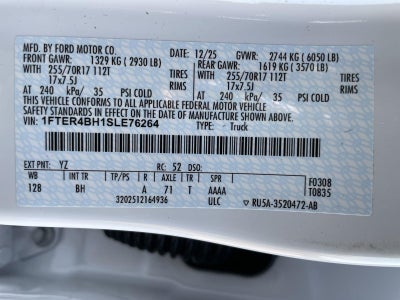 MFD. BY FORD MOTOR CO. 12/25 GVWR: 2744 KG ( 6050 LB)
FRONT GAWR: 1329 KG ( 2930 LB) REAR GAWR: 1619 KG ( 3570 LB)
WITH 255/70R17 112T WITH 255/70R17 112T TIRES
17x7.5J 17x7.5J RIMS
AT 240 kPa/ 35 PSI COLD AT 240 kPa/ 35 PSI COLD
THIS VEHICLE CONFORMS TO ALL APPLICABLE FEDERAL MOTOR VEHICLE
SAFETY STANDARDS IN EFFECT ON THE DATE OF MANUFACTURE SHOWN ABOVE.
VIN: 1FTER4BH1SLE76264 TYPE: Truck
F0308
T0835
EXT PNT: YZ RC: 52 DSO:
WB INT TR TP/PS R AXLE TR SPR
12B BH A 71 T AAAA
3202512164936 ULC RU5A-3520472-AB